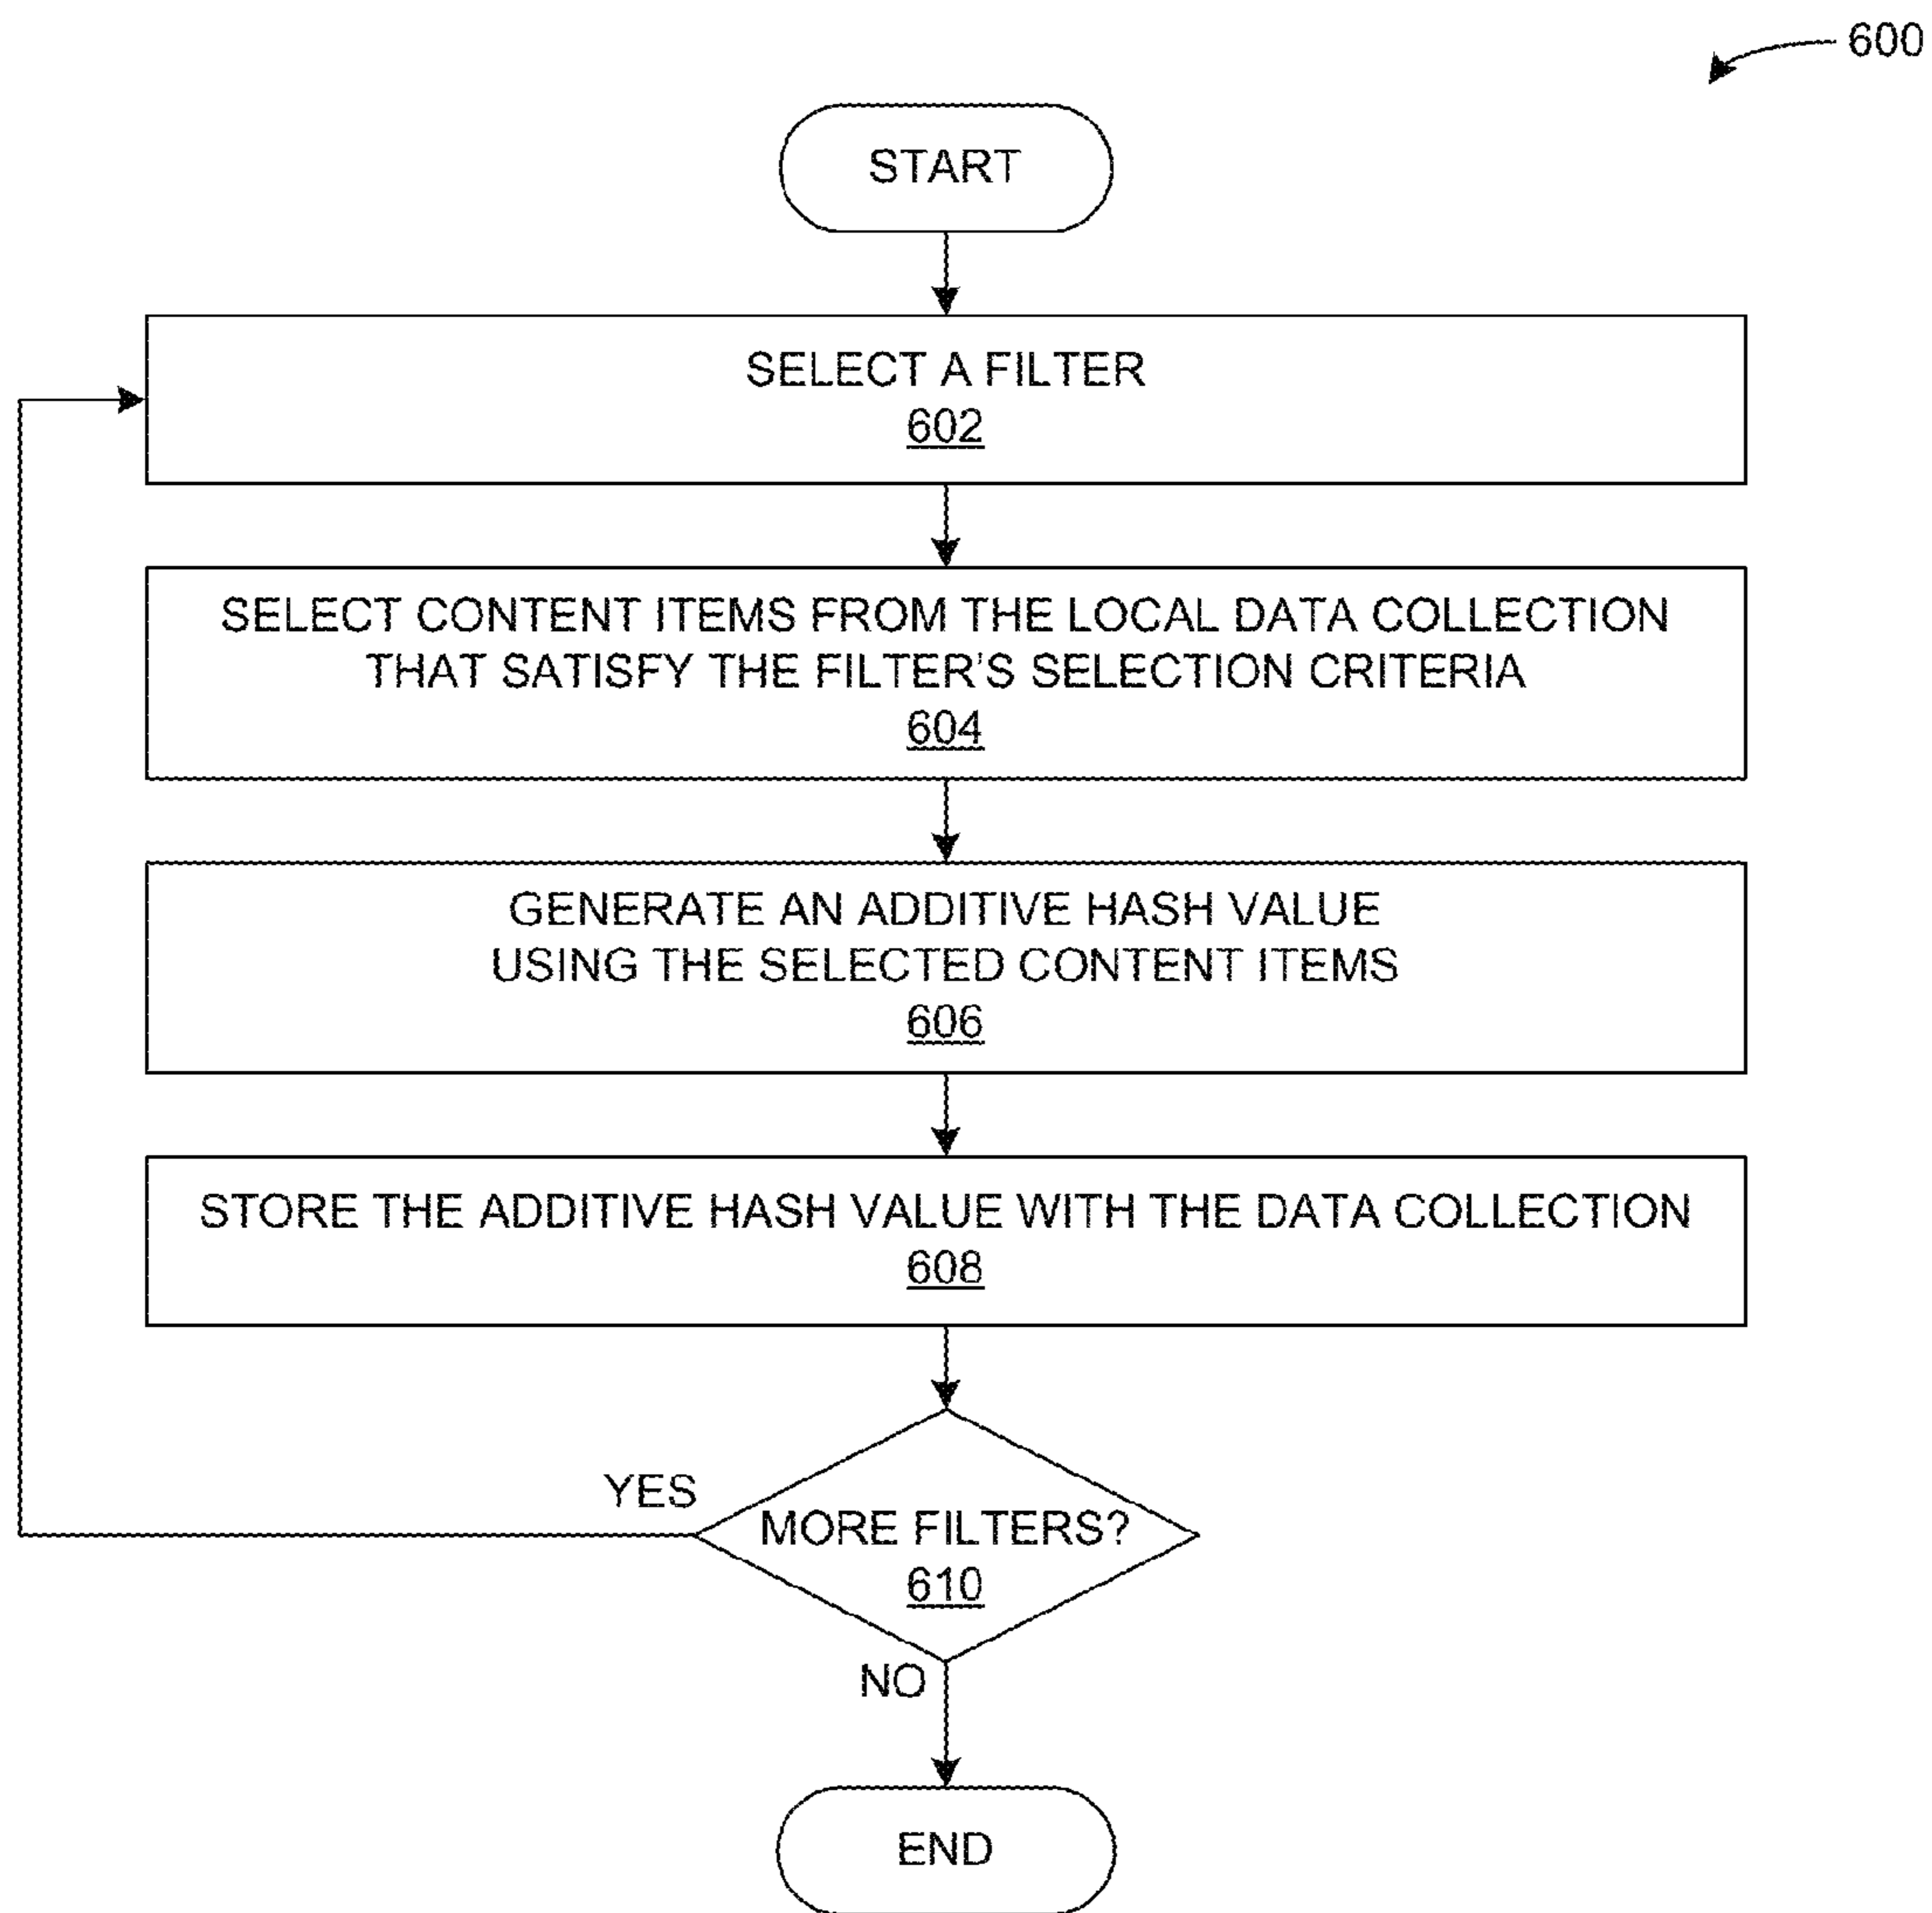 600
START
SELECT A FILTER
602
SELECT CONTENT ITEMS FROM THE LOCAL DATA COLLECTION
THAT SATISFY THE FILTER'S SELECTION CRITERIA
604
GENERATE AN ADDITIVE HASH VALUE
USING THE SELECTED CONTENT ITEMS
606
STORE THE ADDITIVE HASH VALUE WITH THE DATA COLLECTION
608
YES
MORE FILTERS?
610
NO
END